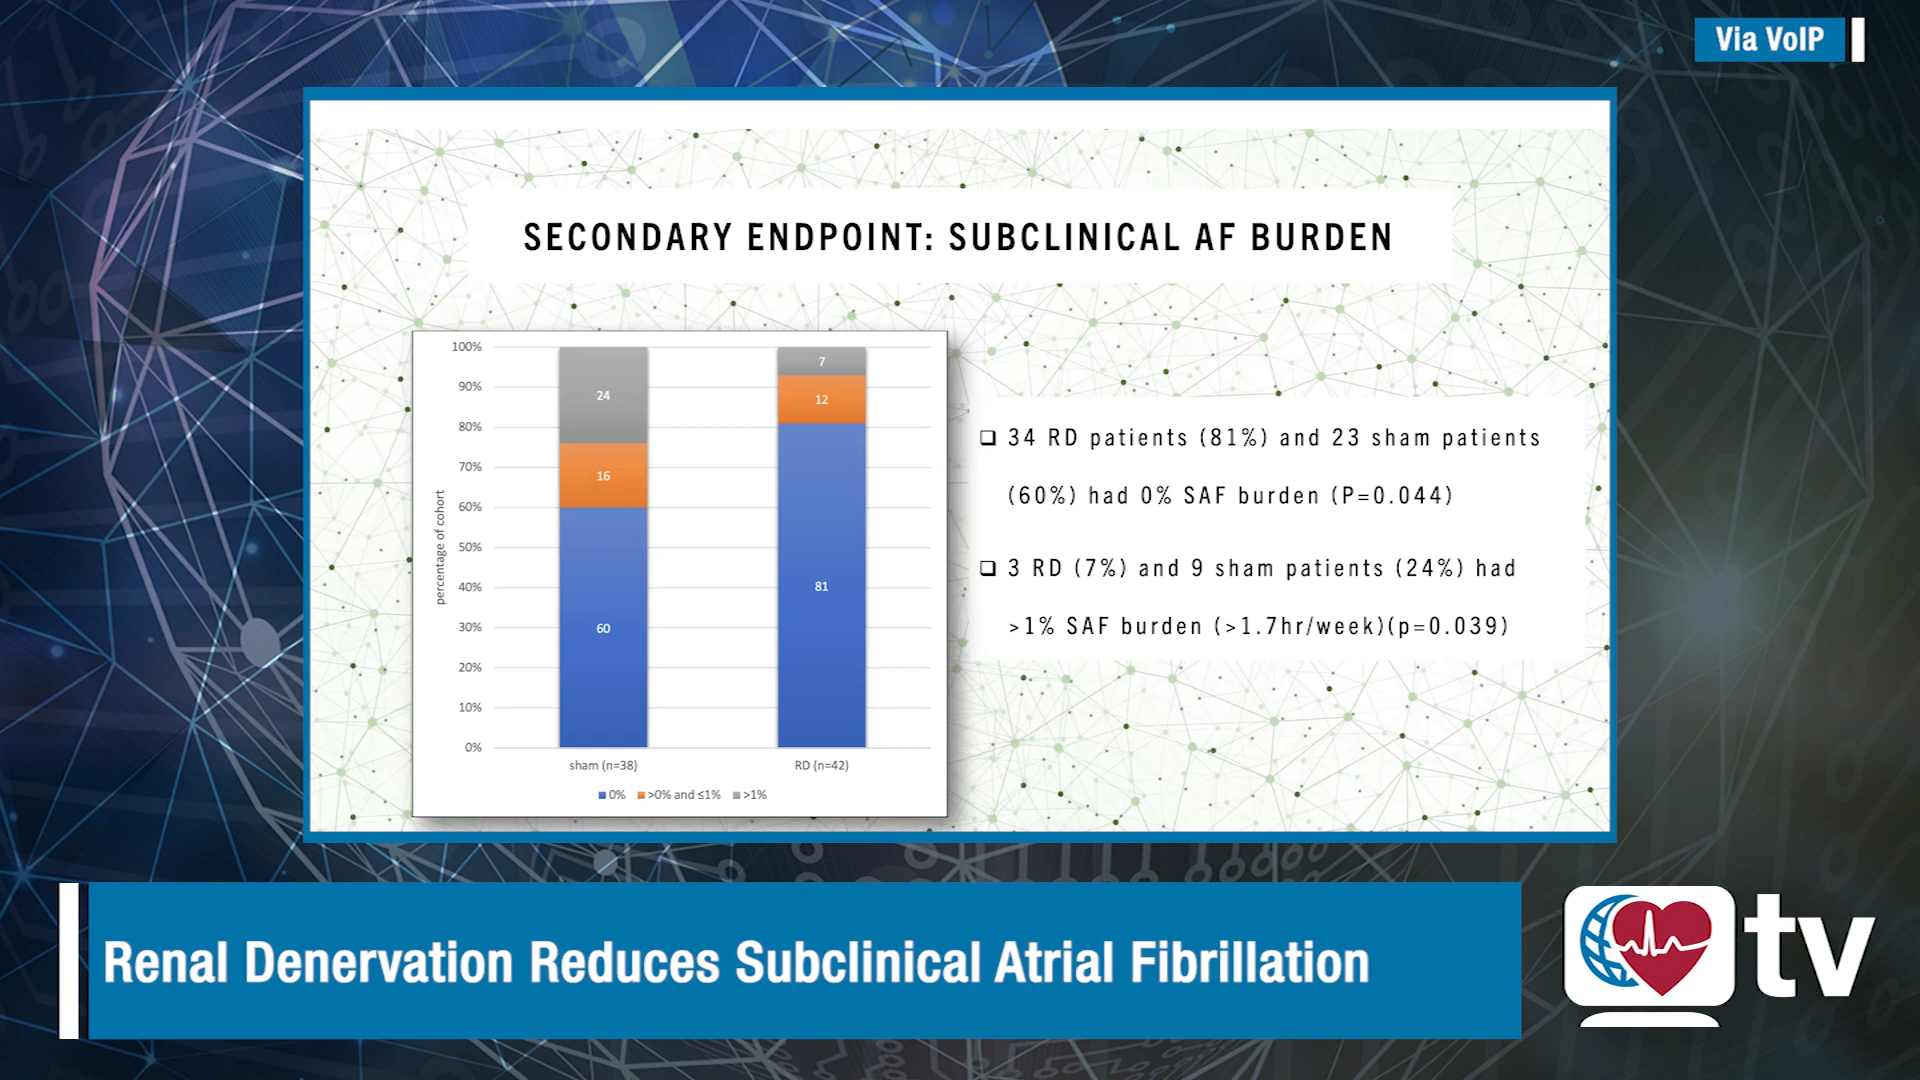 Via VoIP
SECONDARY ENDPOINT: SUBCLINICAL AF BURDEN
100%
90%
80%
70%
60%
50%
40%
30%
20%
10%
0%
percentage of cohort
24
16
60
7
12
81
sham (n=38)
RD (n=42)
0% >0% and ≤1% >1%
34 RD patients (81%) and 23 sham patients
(60%) had 0% SAF burden (P=0.044)
3 RD (7%) and 9 sham patients (24%) had
>1% SAF burden (>1.7hr/week)(p=0.039)
Renal Denervation Reduces Subclinical Atrial Fibrillation
tv